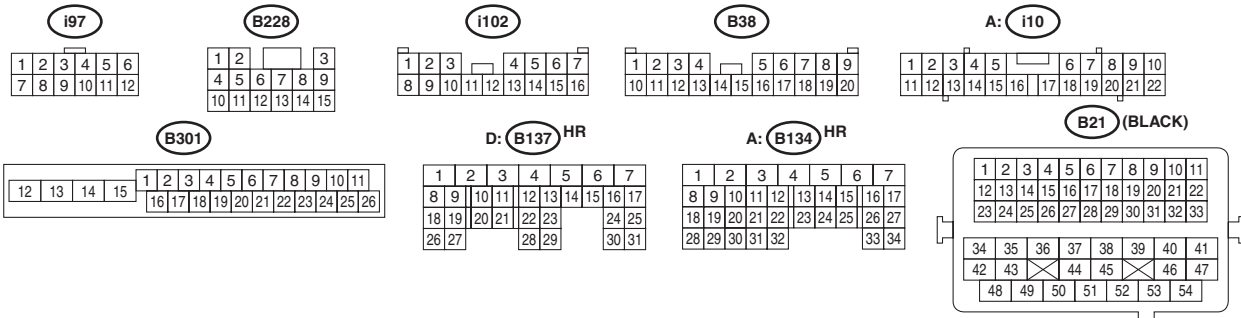 i97 B228 i102 B38 A: i10
1 2 3 4 5 6
7 8 9 10 11 12
1 2 3
4 5 6 7 8 9
10 11 12 13 14 15
1 2 3 4 5 6 7
8 9 10 11 12 13 14 15 16
1 2 3 4 5 6 7 8 9
10 11 12 13 14 15 16 17 18 19 20
1 2 3 4 5 6 7 8 9 10
11 12 13 14 15 16 17 18 19 20 21 22
B301 D: B137 HR A: B134 HR B21 (BLACK)
12 13 14 15 1 2 3 4 5 6 7 8 9 10 11
16 17 18 19 20 21 22 23 24 25 26
1 2 3 4 5 6 7
8 9 10 11 12 13 14 15 16 17
18 19 20 21 22 23 24 25
26 27 28 29 30 31
1 2 3 4 5 6 7
8 9 10 11 12 13 14 15 16 17
18 19 20 21 22 23 24 25 26 27
28 29 30 31 32 33 34
1 2 3 4 5 6 7 8 9 10 11
12 13 14 15 16 17 18 19 20 21 22
23 24 25 26 27 28 29 30 31 32 33
34 35 36 37 38 39 40 41
42 43 44 45 46 47
48 49 50 51 52 53 54